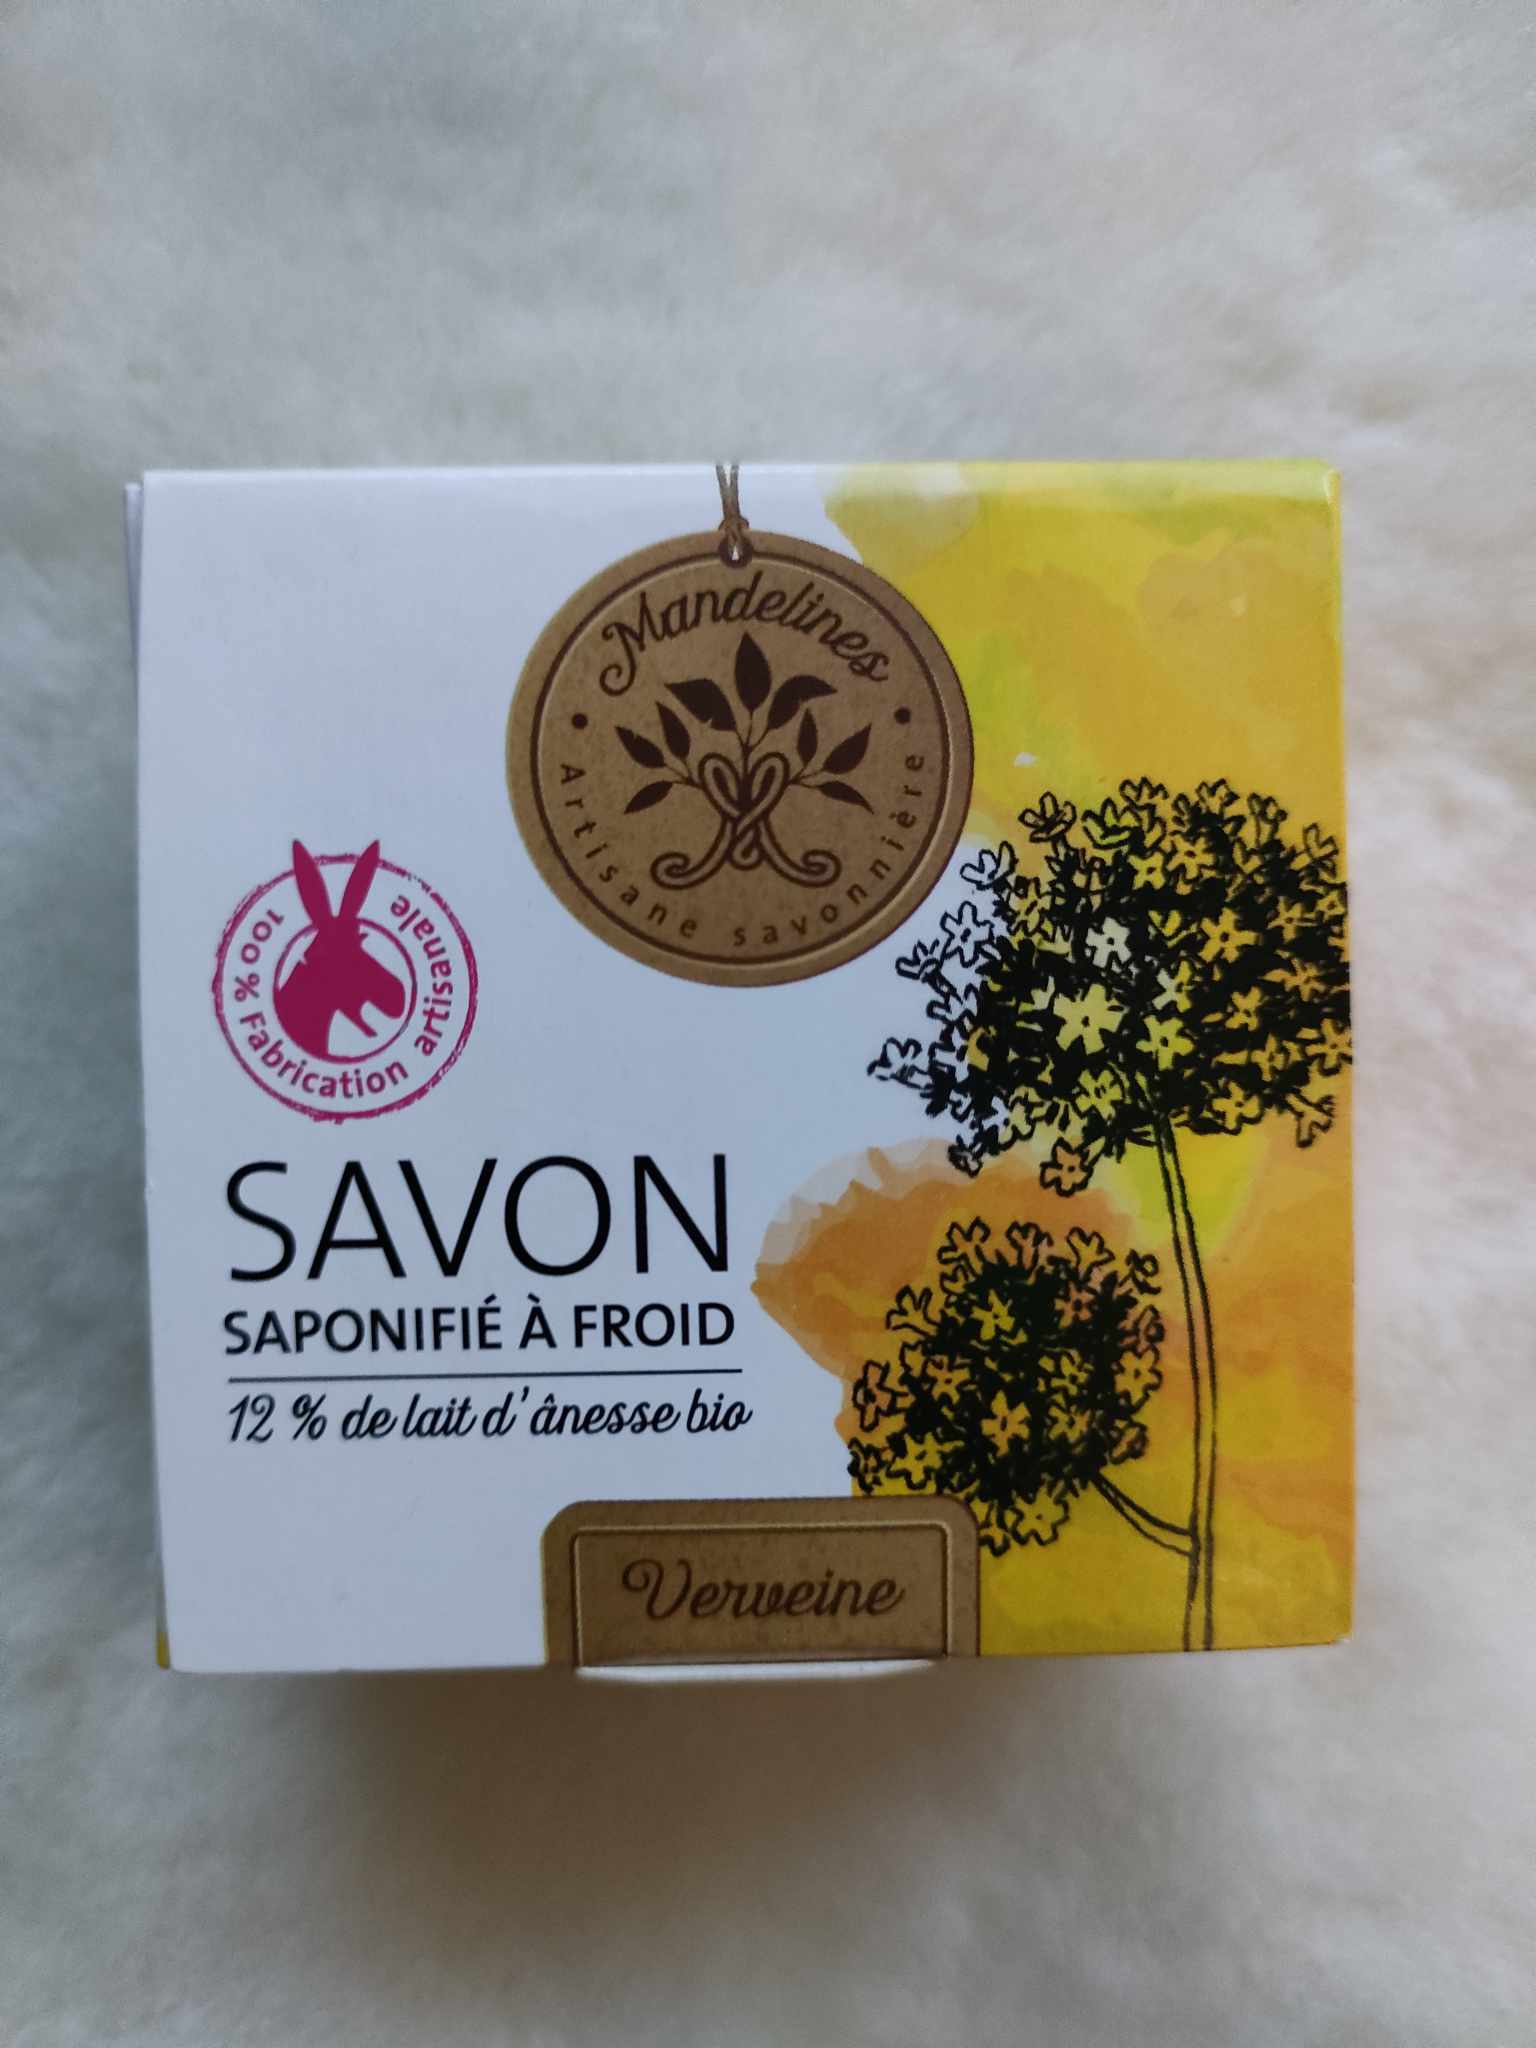 Mandelines
Artisane savonnière
100 % Fabrication artisanale
SAVON
SAPONIFIÉ À FROID
12 % de lait d'ânesse bio
Verveine